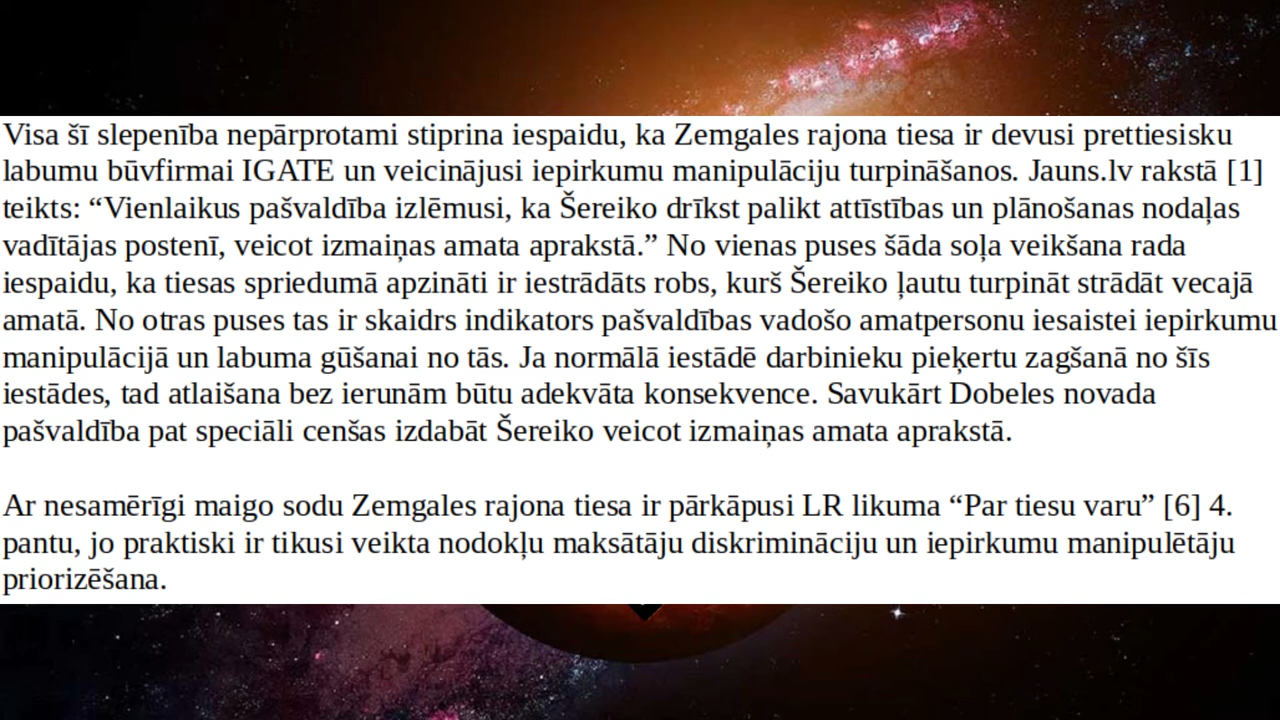 Visa šī slepenība nepārprotami stiprina iespaidu, ka Zemgales rajona tiesa ir devusi prettiesisku
labumu būvfirmai IGATE un veicinājusi iepirkumu manipulāciju turpināšanos. Jauns.lv rakstā [1]
teikts: “Vienlaikus pašvaldība izlēmusi, ka Šereiko drīkst palikt attīstības un plānošanas nodaļas
vadītājas postenī, veicot izmaiņas amata aprakstā.” No vienas puses šāda soļa veikšana rada
iespaidu, ka tiesas spriedumā apzināti ir iestrādāts robs, kurš Šereiko ļautu turpināt strādāt vecajā
amatā. No otras puses tas ir skaidrs indikators pašvaldības vadošo amatpersonu iesaistei iepirkumu
manipulācijā un labuma gūšanai no tās. Ja normālā iestādē darbinieku pieķertu zagšanā no šīs
iestādes, tad atlaišana bez ierunām būtu adekvāta konsekvence. Savukārt Dobeles novada
pašvaldība pat speciāli cenšas izdabāt Šereiko veicot izmaiņas amata aprakstā.
Ar nesamērīgi maigo sodu Zemgales rajona tiesa ir pārkāpusi LR likuma “Par tiesu varu” [6] 4.
pantu, jo praktiski ir tikusi veikta nodokļu maksātāju diskrimināciju un iepirkumu manipulētāju
priorizēšana.